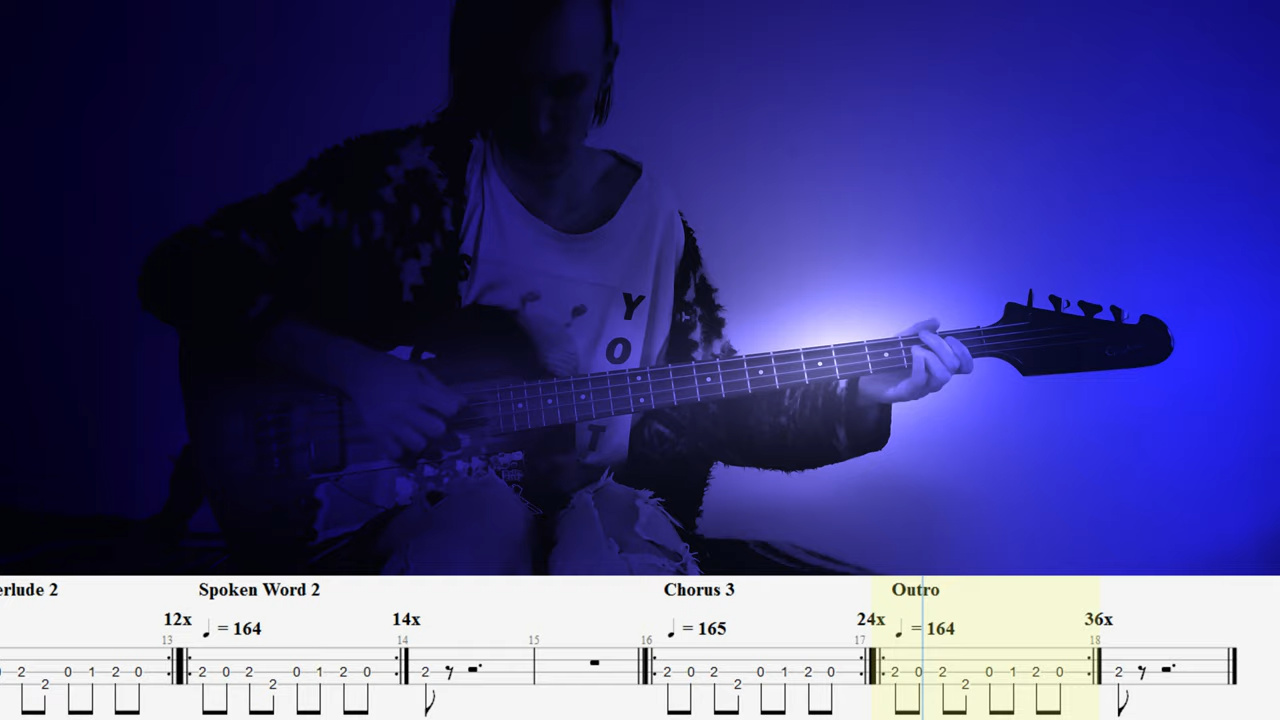 S
Y
O
T
erlude 2 Spoken Word 2 Chorus 3 Outro
12x ♩ = 164 14x ♩ = 165 24x ♩ = 164 36x
13 14 15 16 17 18
2 0 1 2 0 2 0 2 0 1 2 0 2 2 0 2 0 1 2 0 2 0 2 0 1 2 0 2
2 2 2 2